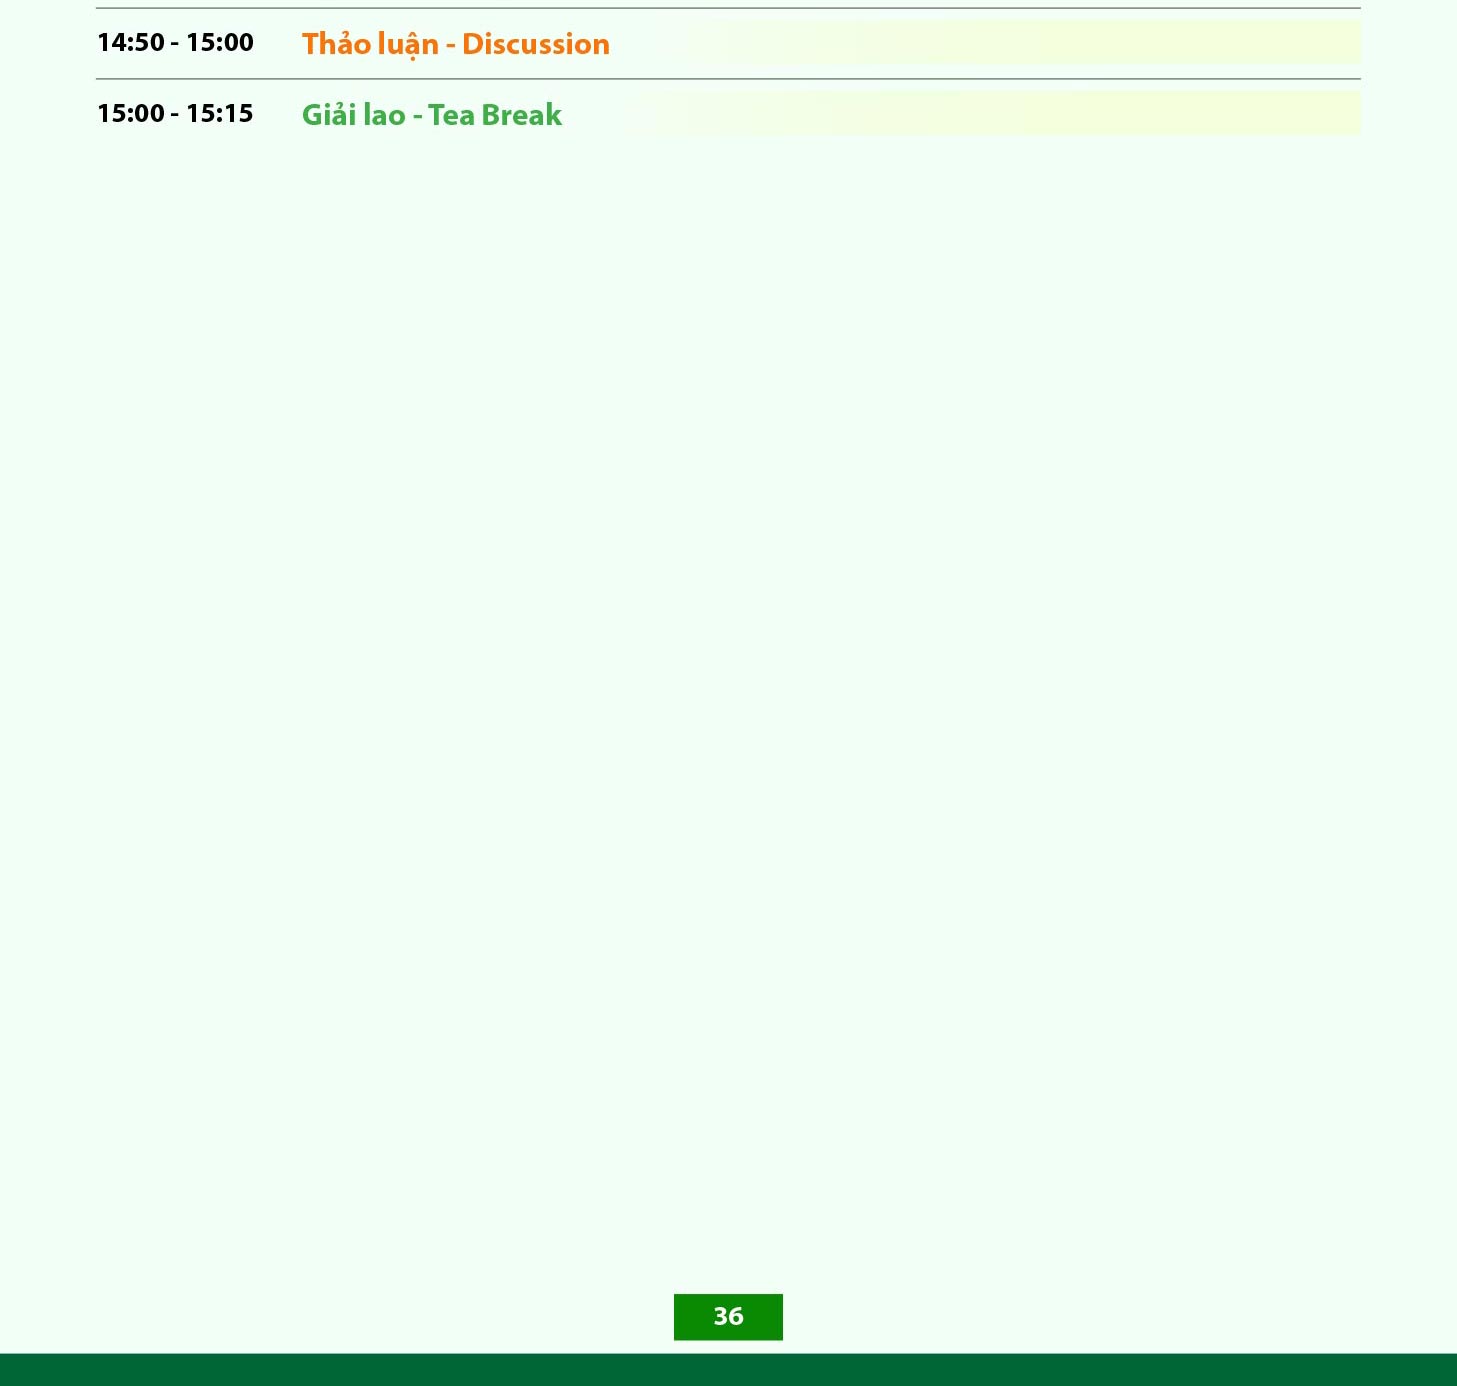 14:50 - 15:00 Thảo luận - Discussion
15:00 - 15:15 Giải lao - Tea Break
36